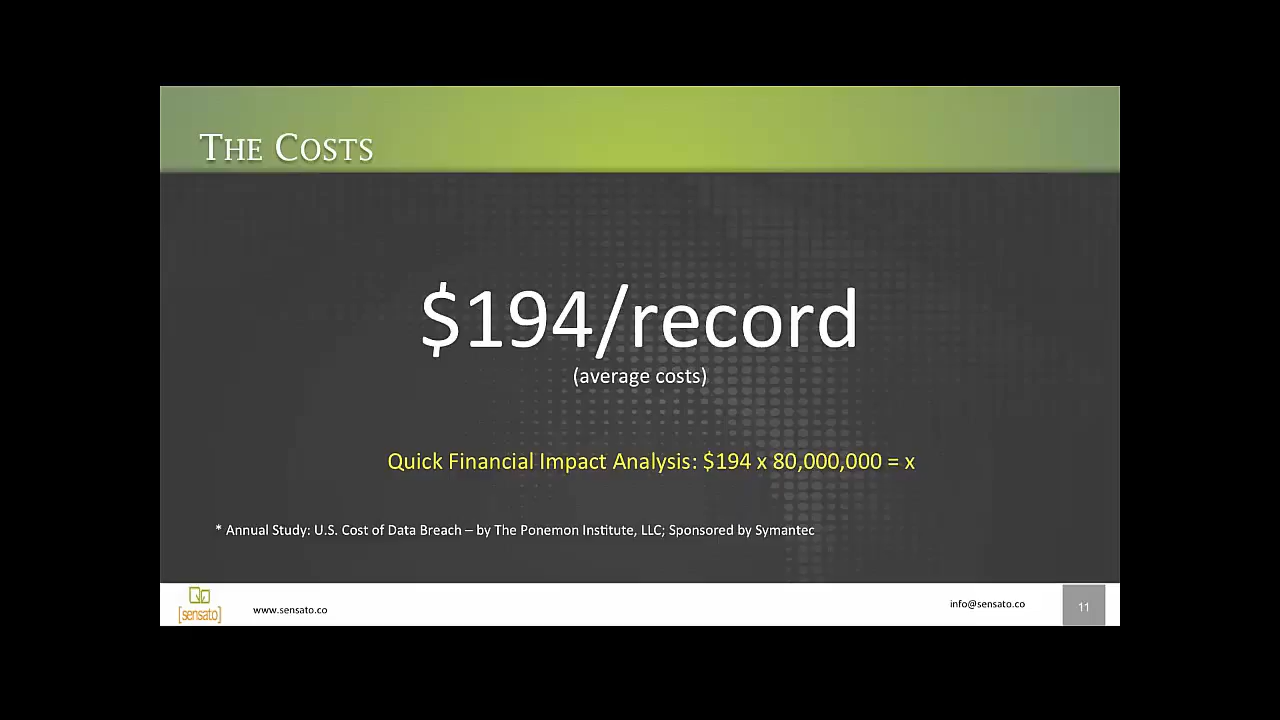 The Costs
$194/record
(average costs)
Quick Financial Impact Analysis: $194 x 80,000,000 = x
* Annual Study: U.S. Cost of Data Breach – by The Ponemon Institute, LLC; Sponsored by Symantec
[sensato]
www.sensato.co
info@sensato.co
11